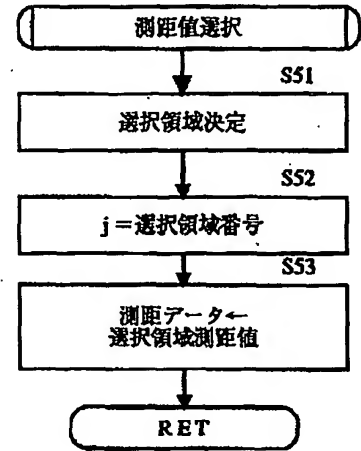 測距値選択
S51
選択領域決定
S52
j=選択領域番号
S53
測距データ←
選択領域測距値
RET